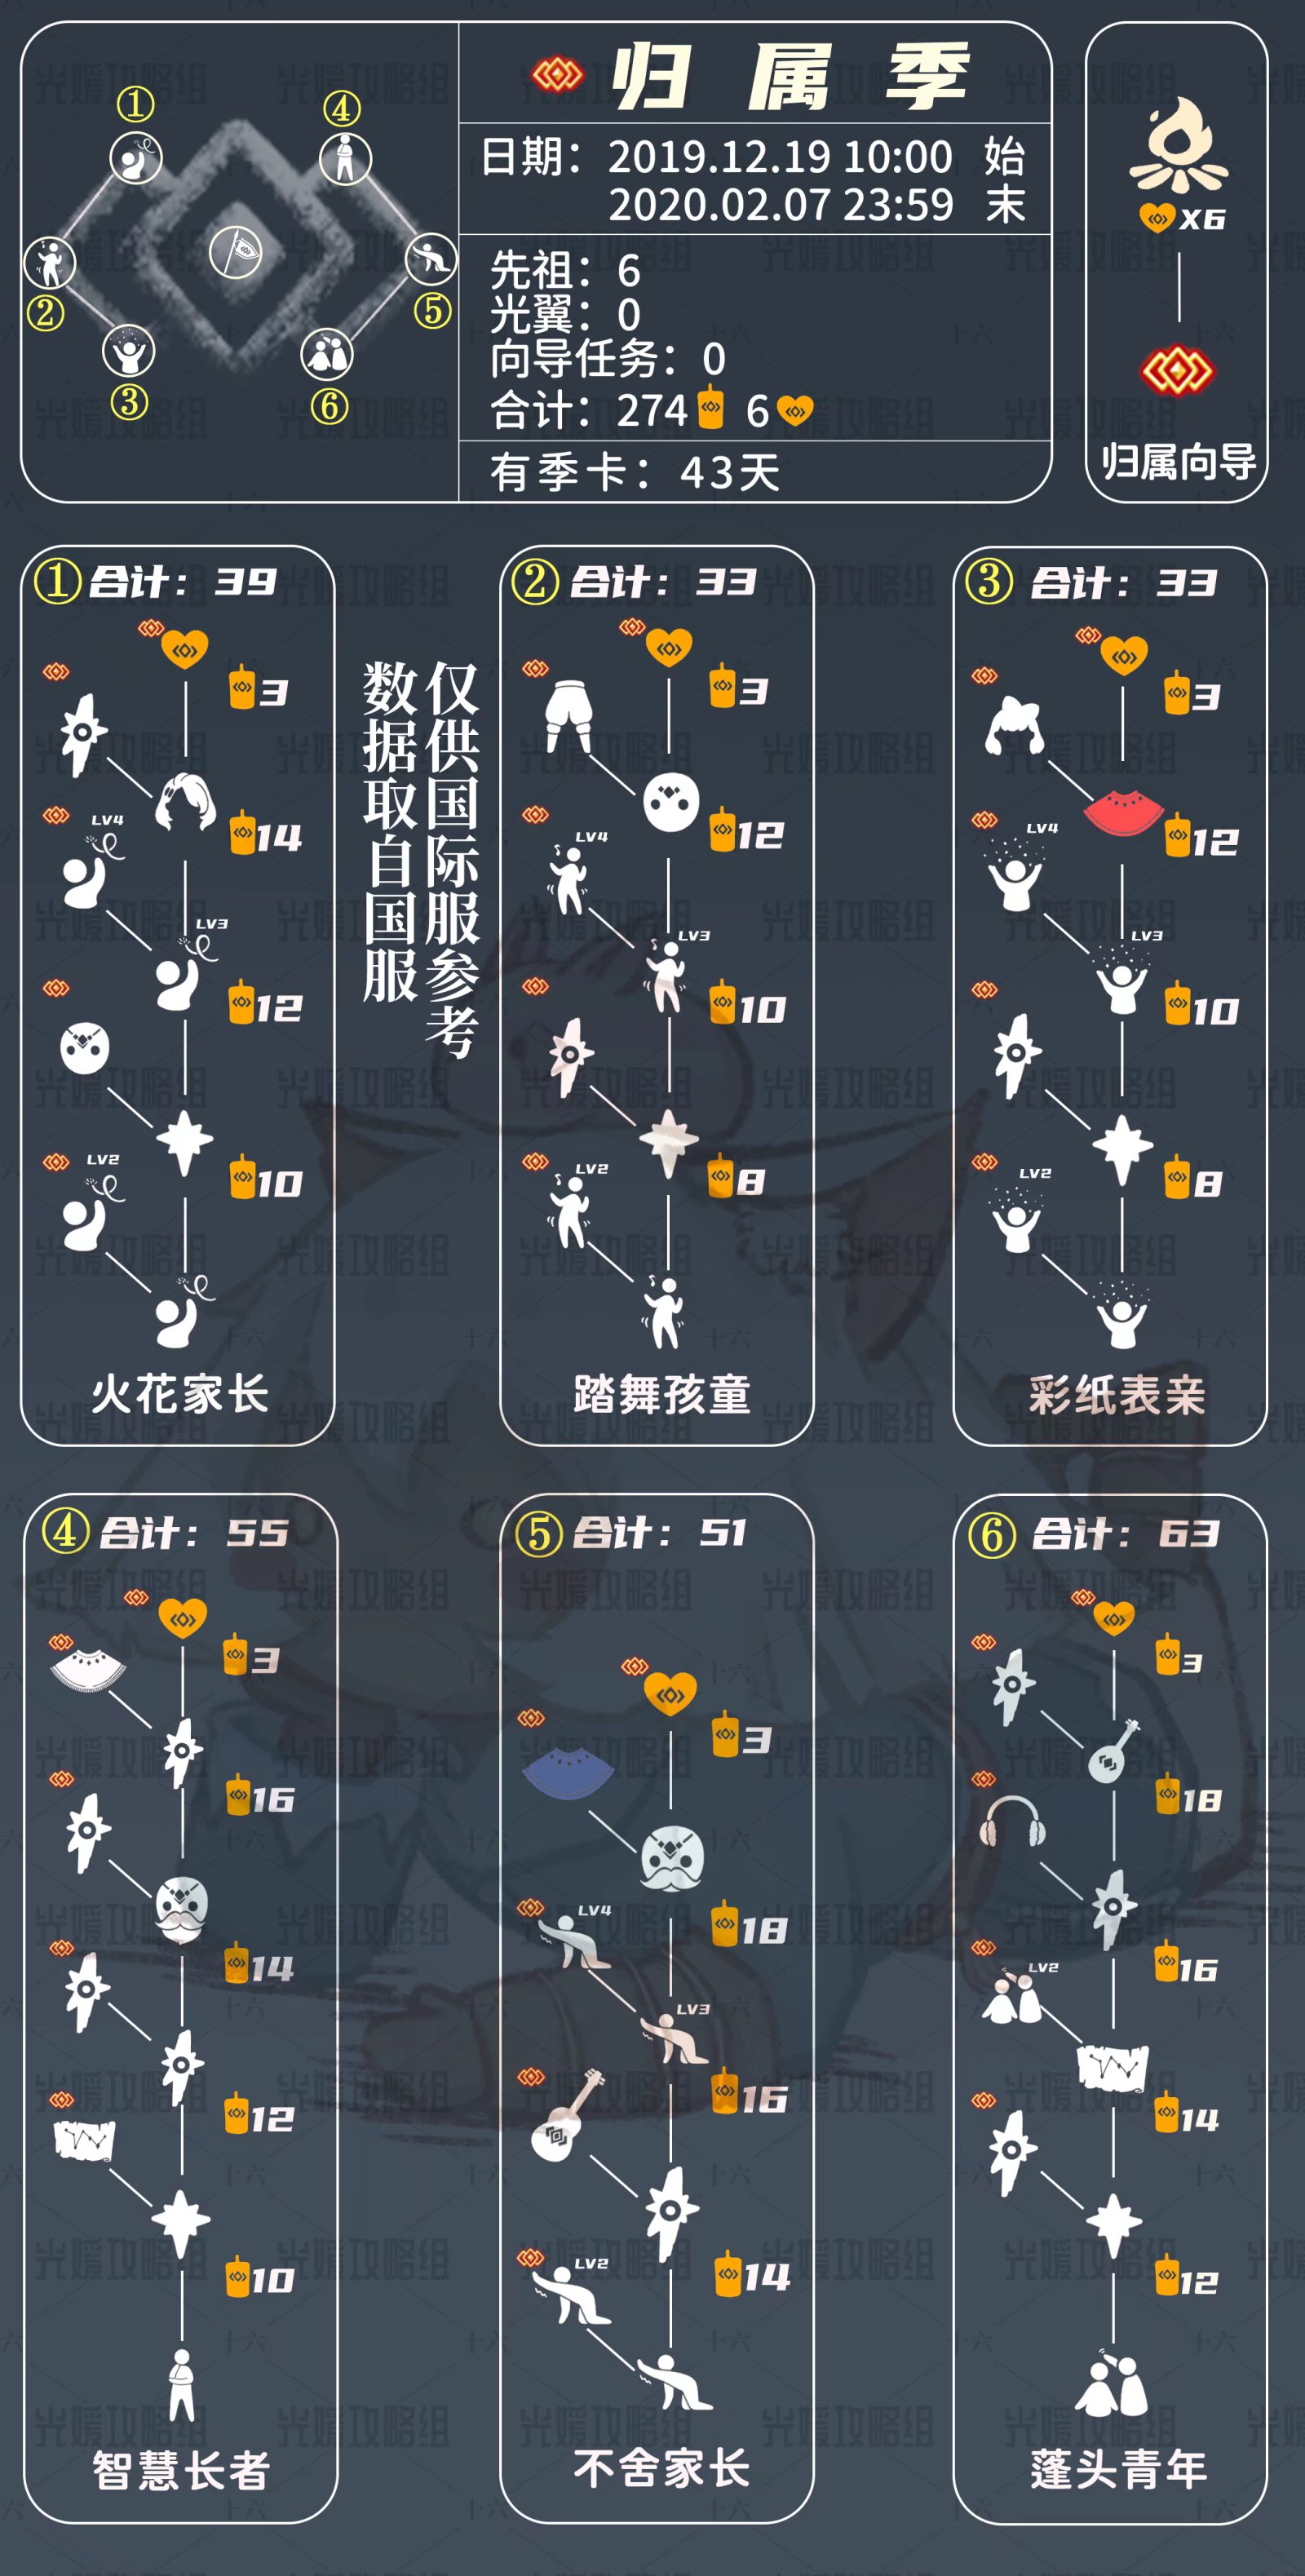 归属季
①
④
②
⑤
③
⑥
日期：2019.12.19 10:00 始
2020.02.07 23:59 末
先祖：6
光翼：0
向导任务：0
合计：274 6
有季卡：43天
X6
归属向导
①合计：39
3
14
LV4
LV3
12
LV2
10
火花家长
仅供国际服参考
数据取自国服
②合计：33
3
12
LV4
LV3
10
LV2
8
踏舞孩童
③合计：33
3
12
LV4
LV3
10
LV2
8
彩纸表亲
④合计：55
3
16
14
12
10
智慧长者
⑤合计：51
3
18
LV4
LV3
16
LV2
14
不舍家长
⑥合计：63
3
18
16
LV2
14
12
蓬头青年
光媛攻略组
十六